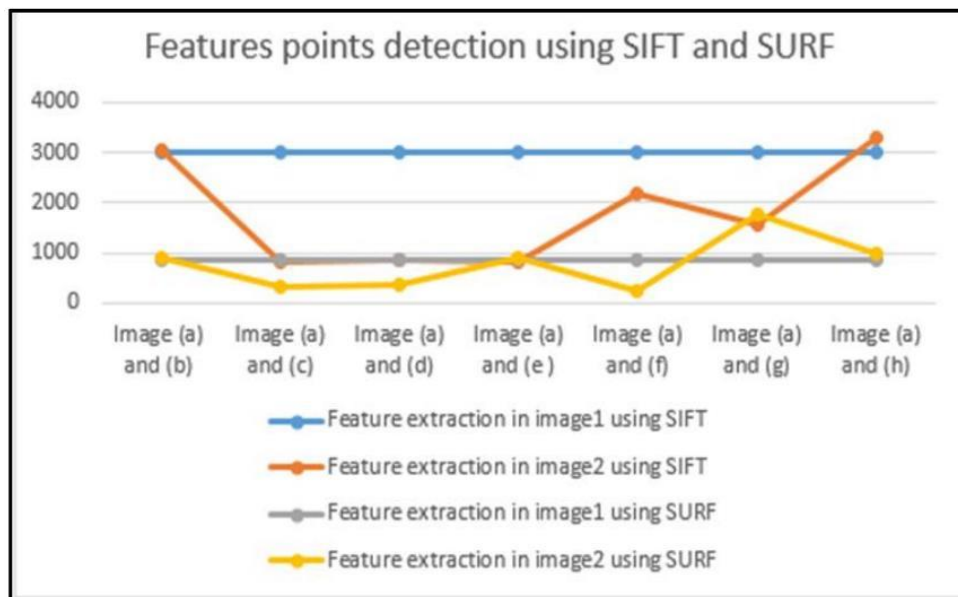 Features points detection using SIFT and SURF
4000
3000
2000
1000
0
Image (a) and (b)
Image (a) and (c)
Image (a) and (d)
Image (a) and (e )
Image (a) and (f)
Image (a) and (g)
Image (a) and (h)
Feature extraction in image1 using SIFT
Feature extraction in image2 using SIFT
Feature extraction in image1 using SURF
Feature extraction in image2 using SURF